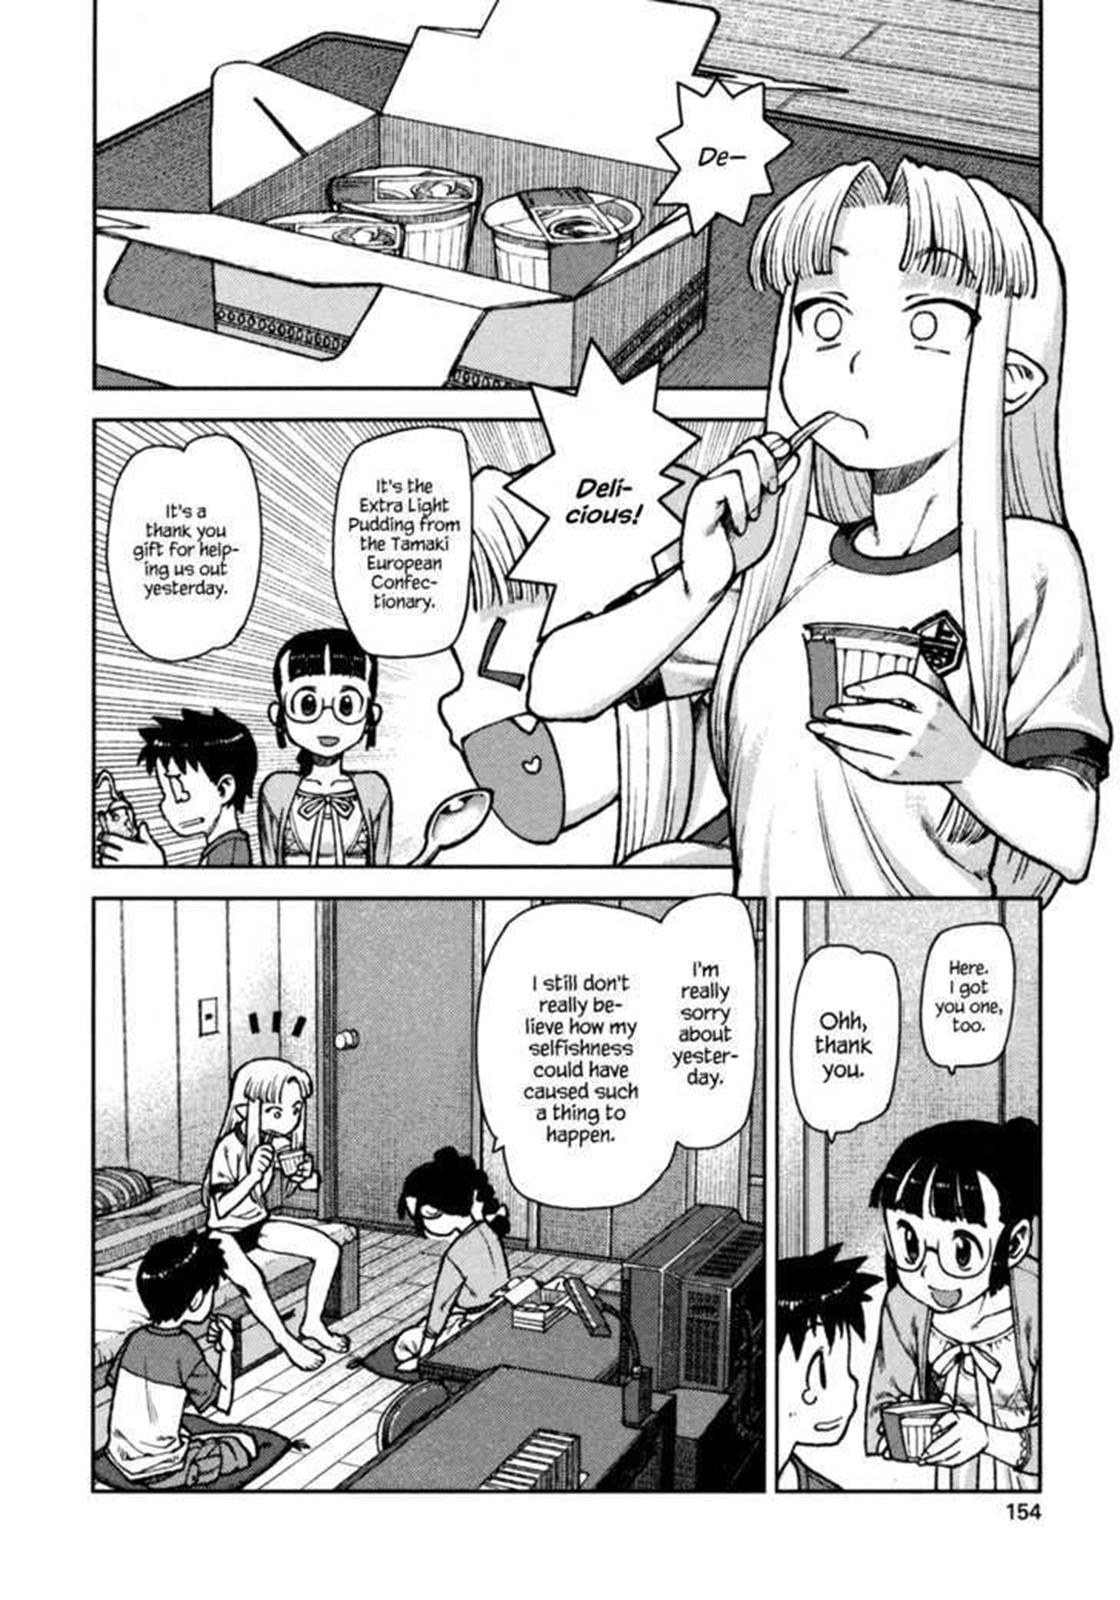 De—
Deli-
cious!
It's the
Extra Light
Pudding from
the Tamaki
European
Confec-
tionary.
It's a
thank you
gift for help-
ing us out
yesterday.
Here.
I got
you one,
too.
Ohh,
thank
you.
I'm
really
sorry
about
yester-
day.
I still don't
really be-
lieve how my
selfishness
could have
caused such
a thing to
happen.
154